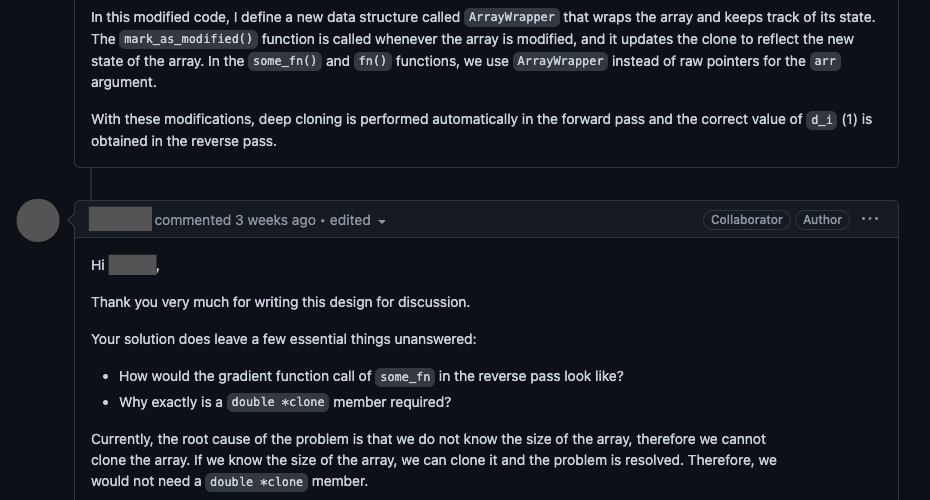 In this modified code, I define a new data structure called ArrayWrapper that wraps the array and keeps track of its state.
The mark_as_modified() function is called whenever the array is modified, and it updates the clone to reflect the new
state of the array. In the some_fn() and fn() functions, we use ArrayWrapper instead of raw pointers for the arr
argument.
With these modifications, deep cloning is performed automatically in the forward pass and the correct value of d_i (1) is
obtained in the reverse pass.
commented 3 weeks ago • edited
Collaborator Author ···
Hi ,
Thank you very much for writing this design for discussion.
Your solution does leave a few essential things unanswered:
• How would the gradient function call of some_fn in the reverse pass look like?
• Why exactly is a double *clone member required?
Currently, the root cause of the problem is that we do not know the size of the array, therefore we cannot
clone the array. If we know the size of the array, we can clone it and the problem is resolved. Therefore, we
would not need a double *clone member.